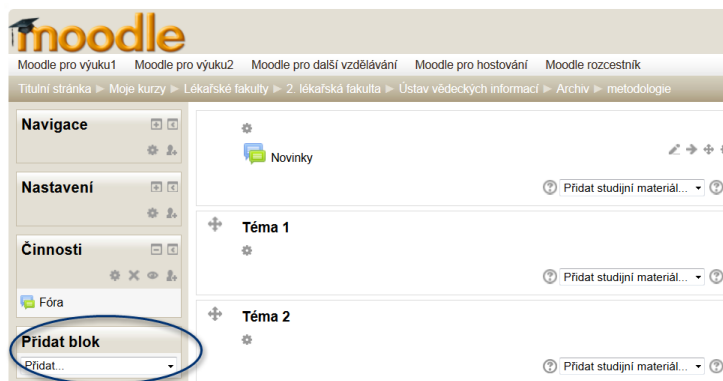 moodle
Moodle pro výuku1 Moodle pro výuku2 Moodle pro další vzdělávání Moodle pro hostování Moodle rozcestník
Titulní stránka ► Moje kurzy ► Lékařské fakulty ► 2. lékařská fakulta ► Ústav vědeckých informací ► Archiv ► metodologie
Navigace
Novinky
Nastavení
Přidat studijní materiál...
Téma 1
Činnosti
Přidat studijní materiál...
Fóra
Téma 2
Přidat blok
Přidat...
Přidat studijní materiál...